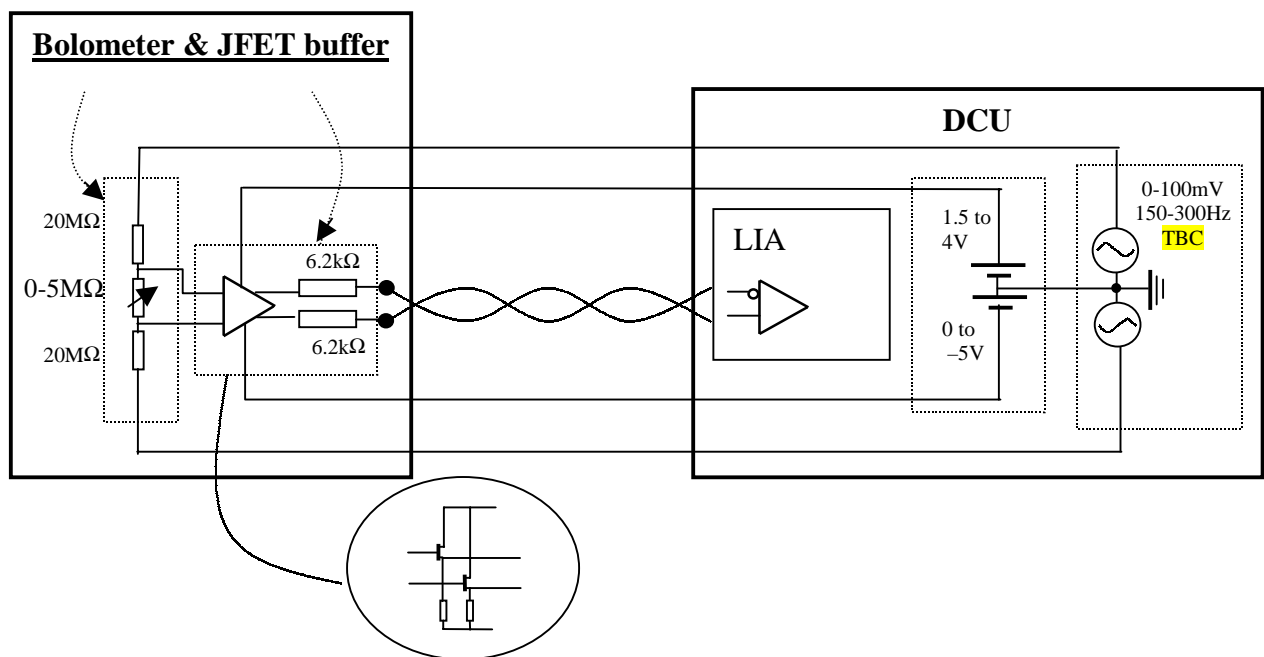 Bolometer & JFET buffer
20MΩ
0-5MΩ
20MΩ
6.2kΩ
6.2kΩ
DCU
LIA
1.5 to
4V
0 to
–5V
0-100mV
150-300Hz
TBC